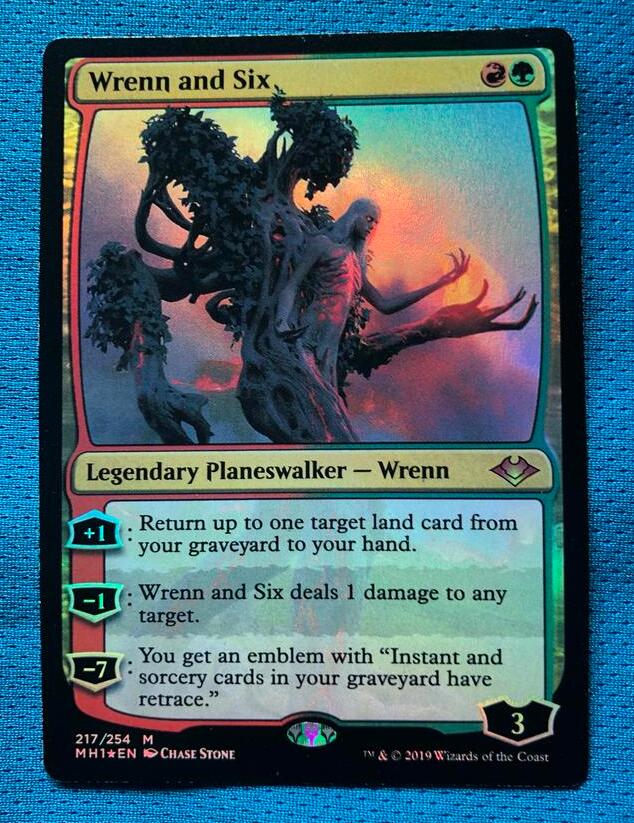 Wrenn and Six
Legendary Planeswalker — Wrenn
+1 : Return up to one target land card from
your graveyard to your hand.
−1 : Wrenn and Six deals 1 damage to any
target.
−7 : You get an emblem with “Instant and
sorcery cards in your graveyard have
retrace.”
3
217/254 M
MH1★EN CHASE STONE
™ & © 2019 Wizards of the Coast